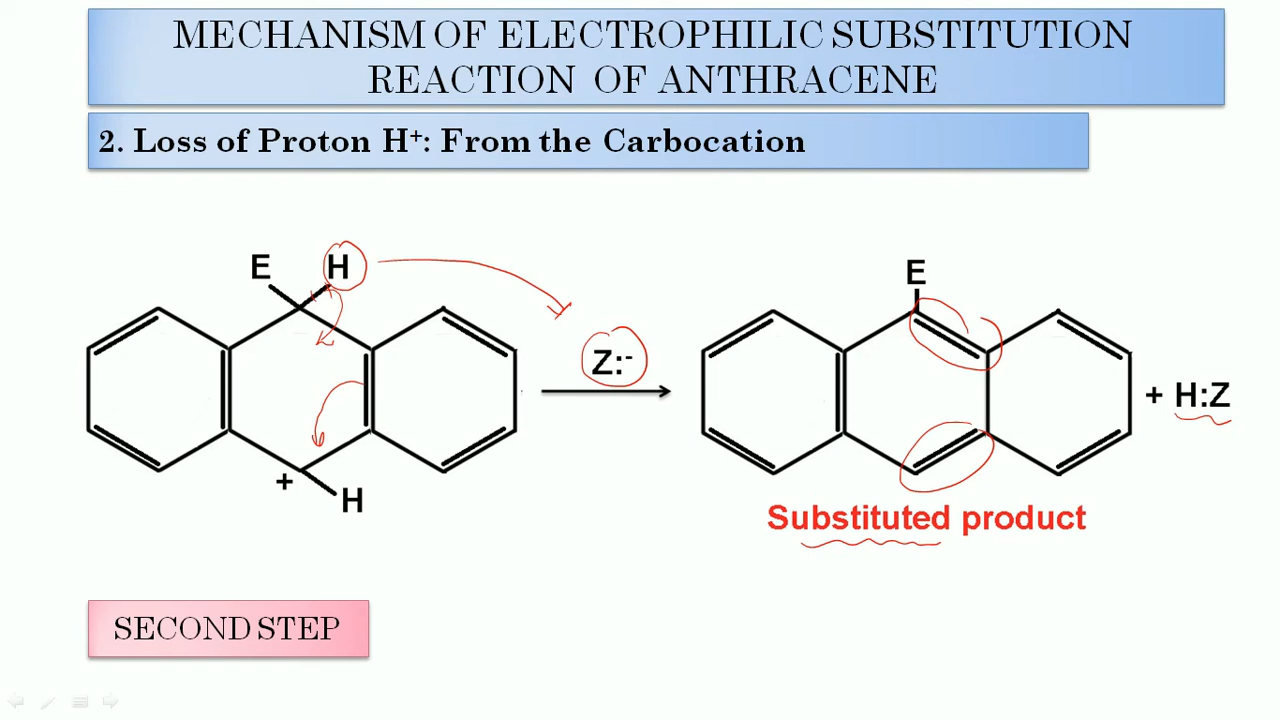 MECHANISM OF ELECTROPHILIC SUBSTITUTION
REACTION OF ANTHRACENE
2. Loss of Proton H⁺: From the Carbocation
E H
E
Z:⁻
+ H:Z
+
H
Substituted product
SECOND STEP